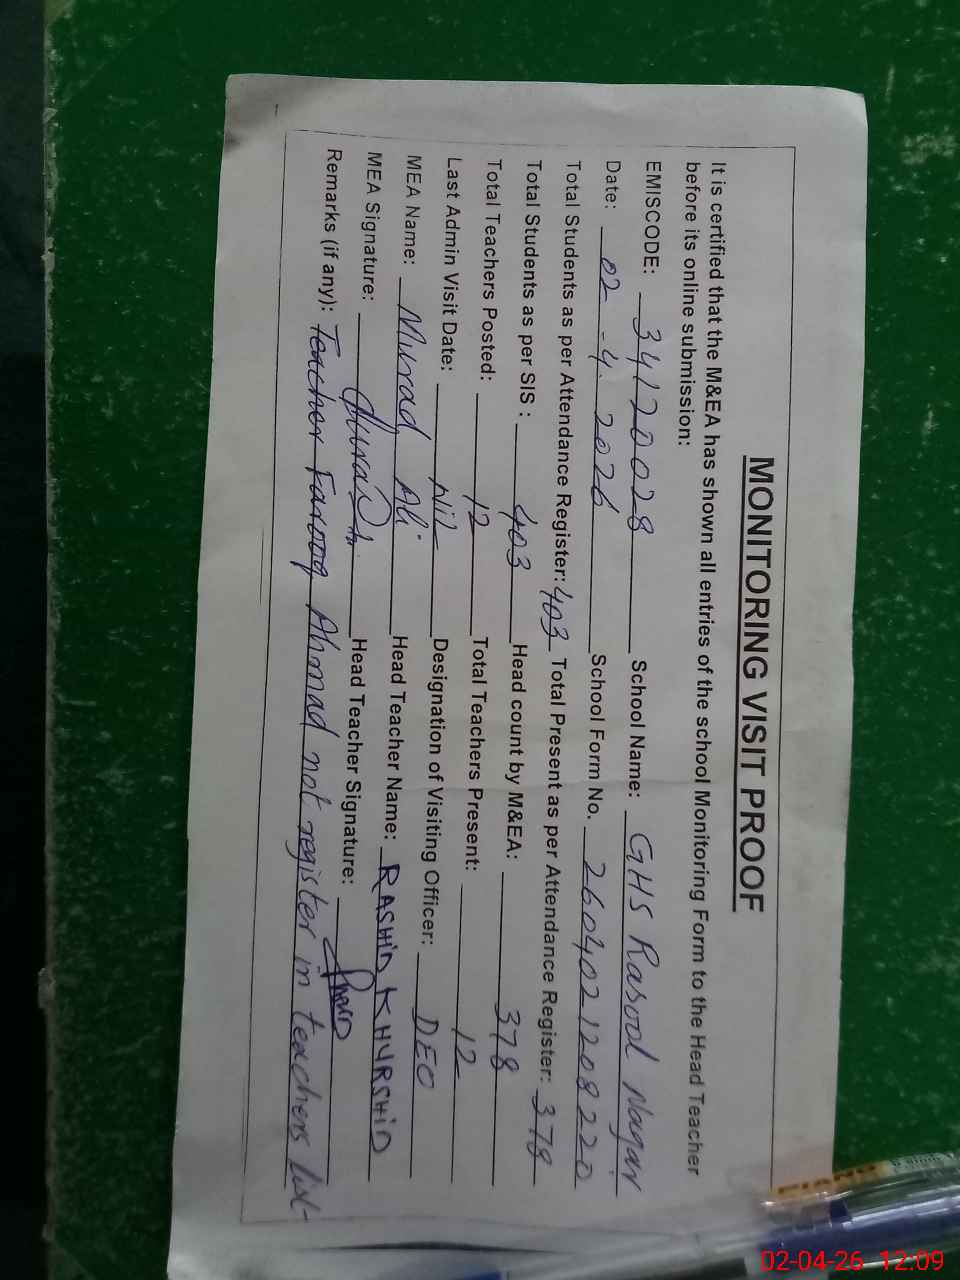 MONITORING VISIT PROOF
It is certified that the M&EA has shown all entries of the school Monitoring Form to the Head Teacher
before its online submission:
EMISCODE: 34120028 School Name: GHS Rasool Nagar
Date: 02-4.2026 School Form No. 2604021208220
Total Students as per Attendance Register: 403 Total Present as per Attendance Register: 378
Total Students as per SIS : 403 Head count by M&EA: 378
Total Teachers Posted: 12 Total Teachers Present: 12
Last Admin Visit Date: Nil Designation of Visiting Officer: DEO
MEA Name: Murad Ali. Head Teacher Name: RASHID KHURSHID
MEA Signature: Head Teacher Signature:
Remarks (if any): Teacher Farooq Ahmad not register in teachers list
PIANO
02-04-26 12:09